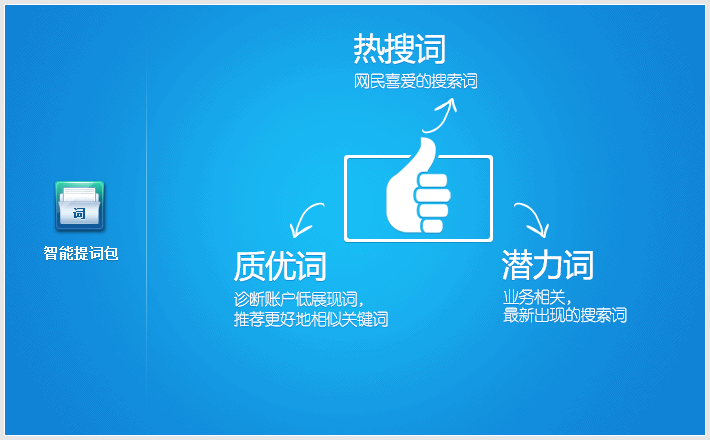 热搜词
网民喜爱的搜索词
词
智能提词包
质优词
诊断账户低展现词，
推荐更好地相似关键词
潜力词
业务相关，
最新出现的搜索词